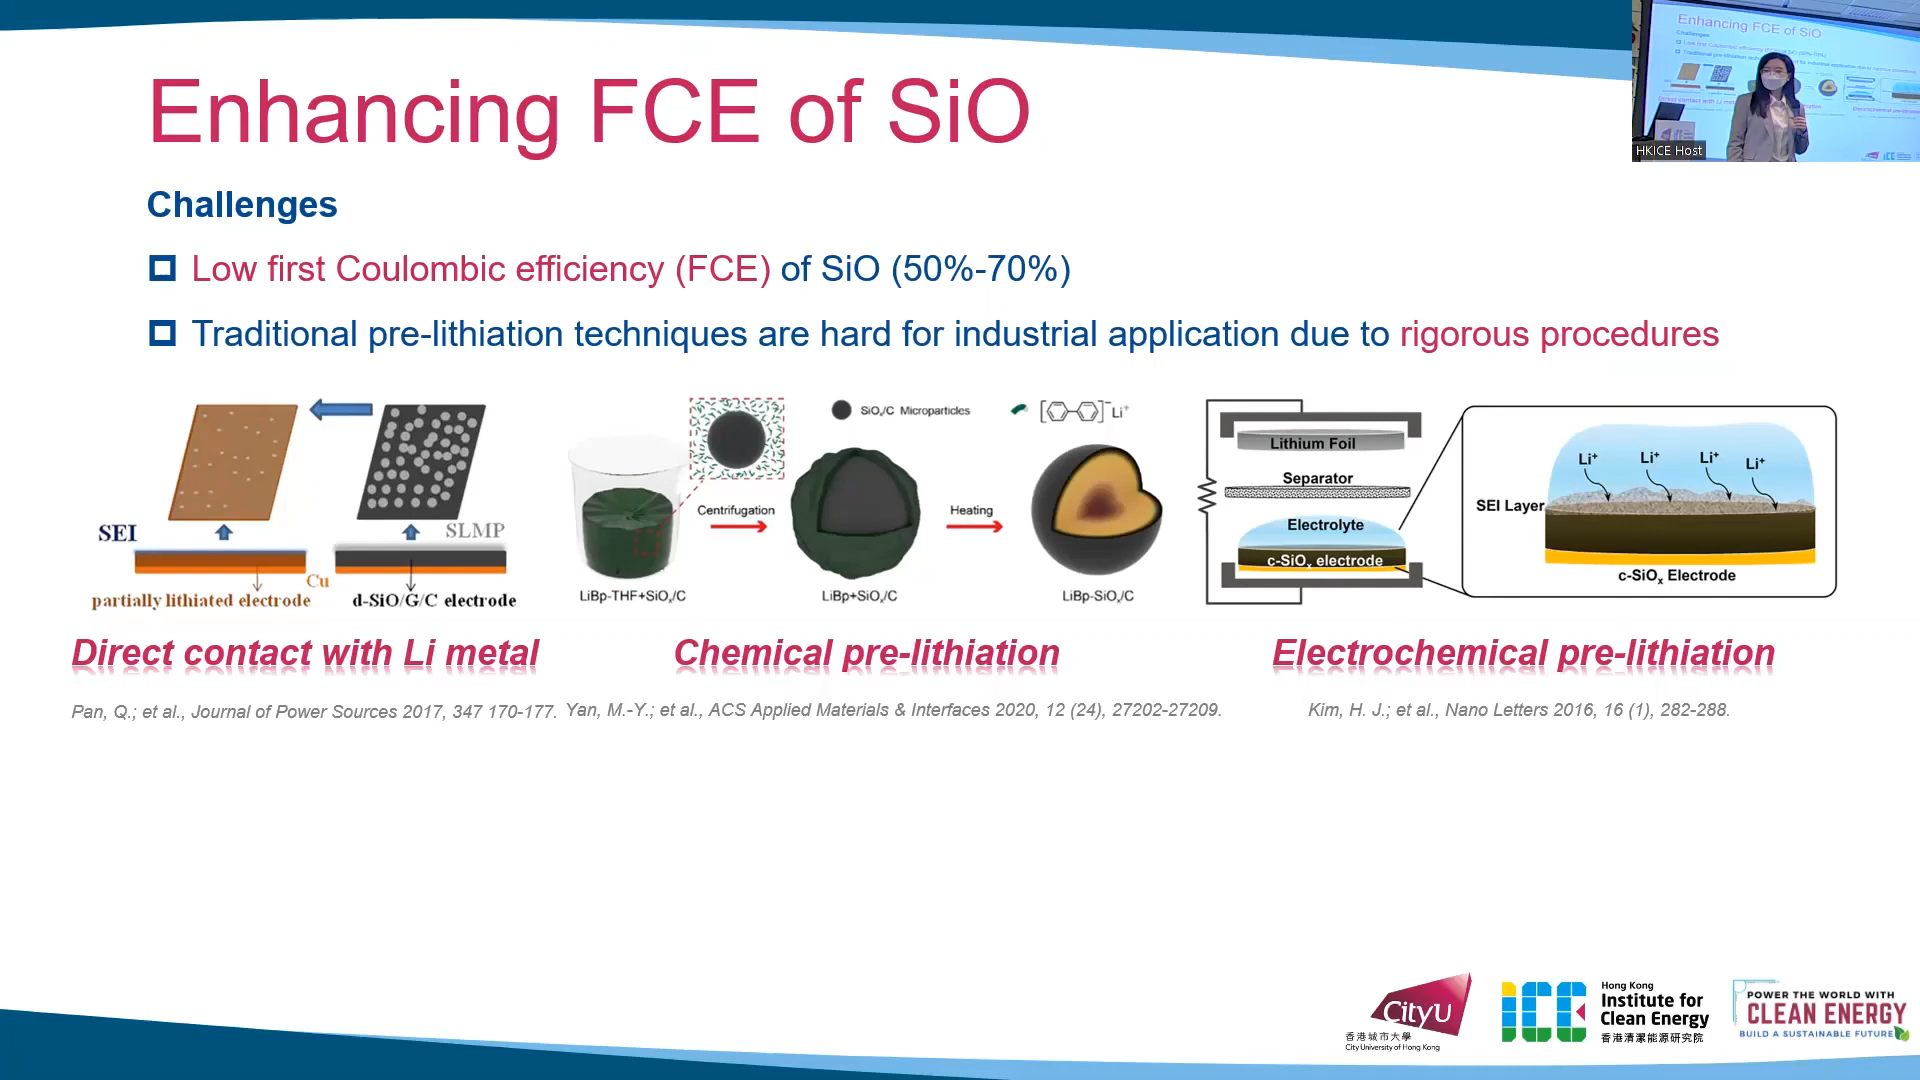 Enhancing FCE of SiO
HKICE Host
Challenges
Low first Coulombic efficiency (FCE) of SiO (50%-70%)
Traditional pre-lithiation techniques are hard for industrial application due to rigorous procedures
SEI
SLMP
Cu
partially lithiated electrode
d-SiO/G/C electrode
SiOₓ/C Microparticles
[ ]⁻Li⁺
Centrifugation
Heating
LiBp-THF+SiOₓ/C
LiBp+SiOₓ/C
LiBp-SiOₓ/C
Lithium Foil
Separator
Electrolyte
c-SiOₓ electrode
Li⁺ Li⁺ Li⁺ Li⁺
SEI Layer
c-SiOₓ Electrode
Direct contact with Li metal
Chemical pre-lithiation
Electrochemical pre-lithiation
Pan, Q.; et al., Journal of Power Sources 2017, 347 170-177.
Yan, M.-Y.; et al., ACS Applied Materials & Interfaces 2020, 12 (24), 27202-27209.
Kim, H. J.; et al., Nano Letters 2016, 16 (1), 282-288.
CityU
香港城市大學
City University of Hong Kong
ICE
Hong Kong
Institute for
Clean Energy
香港清潔能源研究院
POWER THE WORLD WITH
CLEAN ENERGY
BUILD A SUSTAINABLE FUTURE